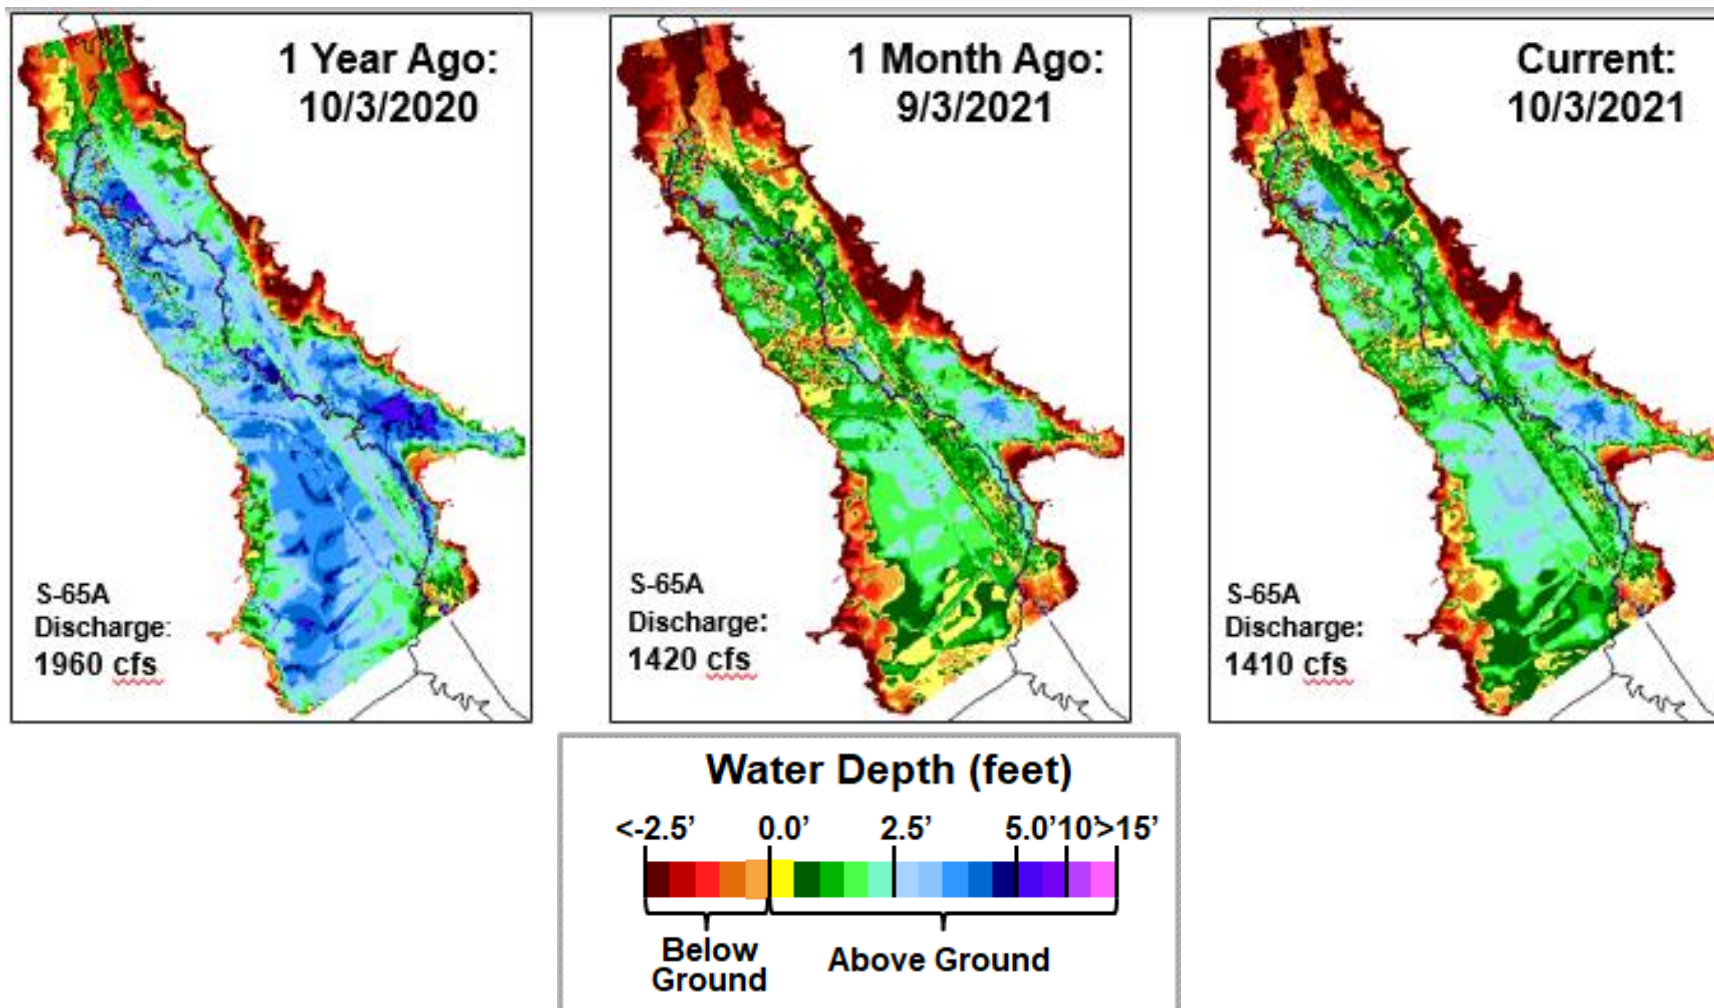 1 Year Ago:
10/3/2020
S-65A
Discharge:
1960 cfs
1 Month Ago:
9/3/2021
S-65A
Discharge:
1420 cfs
Current:
10/3/2021
S-65A
Discharge:
1410 cfs
Water Depth (feet)
<-2.5’ 0.0’ 2.5’ 5.0’10’>15’
Below
Ground
Above Ground